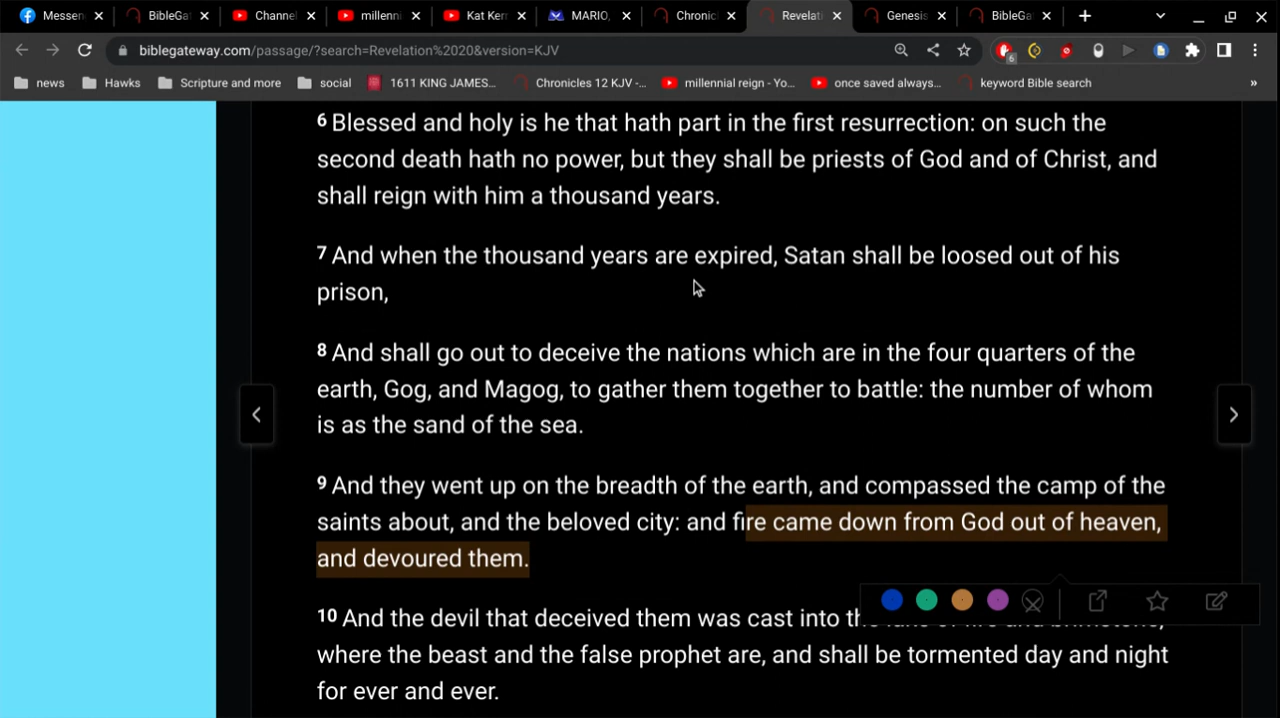 Messen BibleGat Channel millenni Kat Kerr MARIO, Chronicl Revelati Genesis BibleGa
biblegateway.com/passage/?search=Revelation%2020&version=KJV 6
news Hawks Scripture and more social 1611 KING JAMES... Chronicles 12 KJV -... millennial reign - Yo... once saved always... keyword Bible search »
6 Blessed and holy is he that hath part in the first resurrection: on such the
second death hath no power, but they shall be priests of God and of Christ, and
shall reign with him a thousand years.
7 And when the thousand years are expired, Satan shall be loosed out of his
prison,
8 And shall go out to deceive the nations which are in the four quarters of the
earth, Gog, and Magog, to gather them together to battle: the number of whom
is as the sand of the sea.
9 And they went up on the breadth of the earth, and compassed the camp of the
saints about, and the beloved city: and fire came down from God out of heaven,
and devoured them.
10 And the devil that deceived them was cast into the lake of fire and brimstone,
where the beast and the false prophet are, and shall be tormented day and night
for ever and ever.